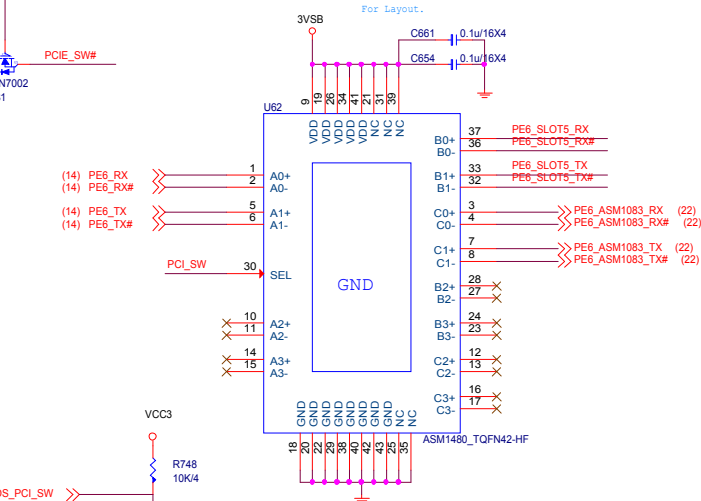 For Layout.
3VSB
C661 0.1u/16X4
C654 0.1u/16X4
PCIE_SW#
N7002
U62
9 19 26 34 41 21 31 39
VDD VDD VDD VDD VDD NC NC NC
(14) PE6_RX 1 A0+
(14) PE6_RX# 2 A0-
(14) PE6_TX 5 A1+
(14) PE6_TX# 6 A1-
PCI_SW 30 SEL
10 A2+
11 A2-
14 A3+
15 A3-
GND
B0+ 37 PE6_SLOT5_RX
B0- 36 PE6_SLOT5_RX#
B1+ 33 PE6_SLOT5_TX
B1- 32 PE6_SLOT5_TX#
C0+ 3 PE6_ASM1083_RX (22)
C0- 4 PE6_ASM1083_RX# (22)
C1+ 7 PE6_ASM1083_TX (22)
C1- 8 PE6_ASM1083_TX# (22)
B2+ 28
B2- 27
B3+ 24
B3- 23
C2+ 12
C2- 13
C3+ 16
C3- 17
GND GND GND GND GND GND GND GND NC NC
18 20 22 29 38 40 42 43 25 35
ASM1480_TQFN42-HF
VCC3
R748
10K/4
OS_PCI_SW